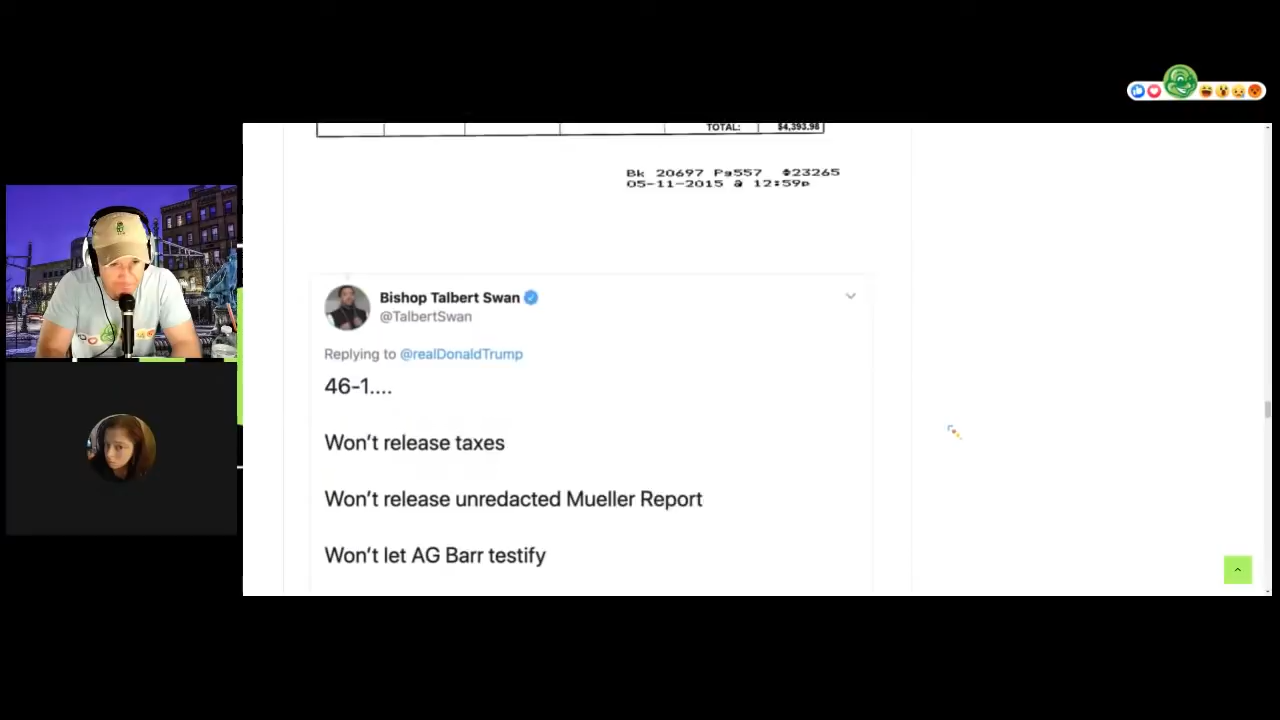 TOTAL: $4,393.98
Bk 20697 Pg557 #23265
05-11-2015 @ 12:59p
Bishop Talbert Swan
@TalbertSwan
Replying to @realDonaldTrump
46-1....
Won't release taxes
Won't release unredacted Mueller Report
Won't let AG Barr testify